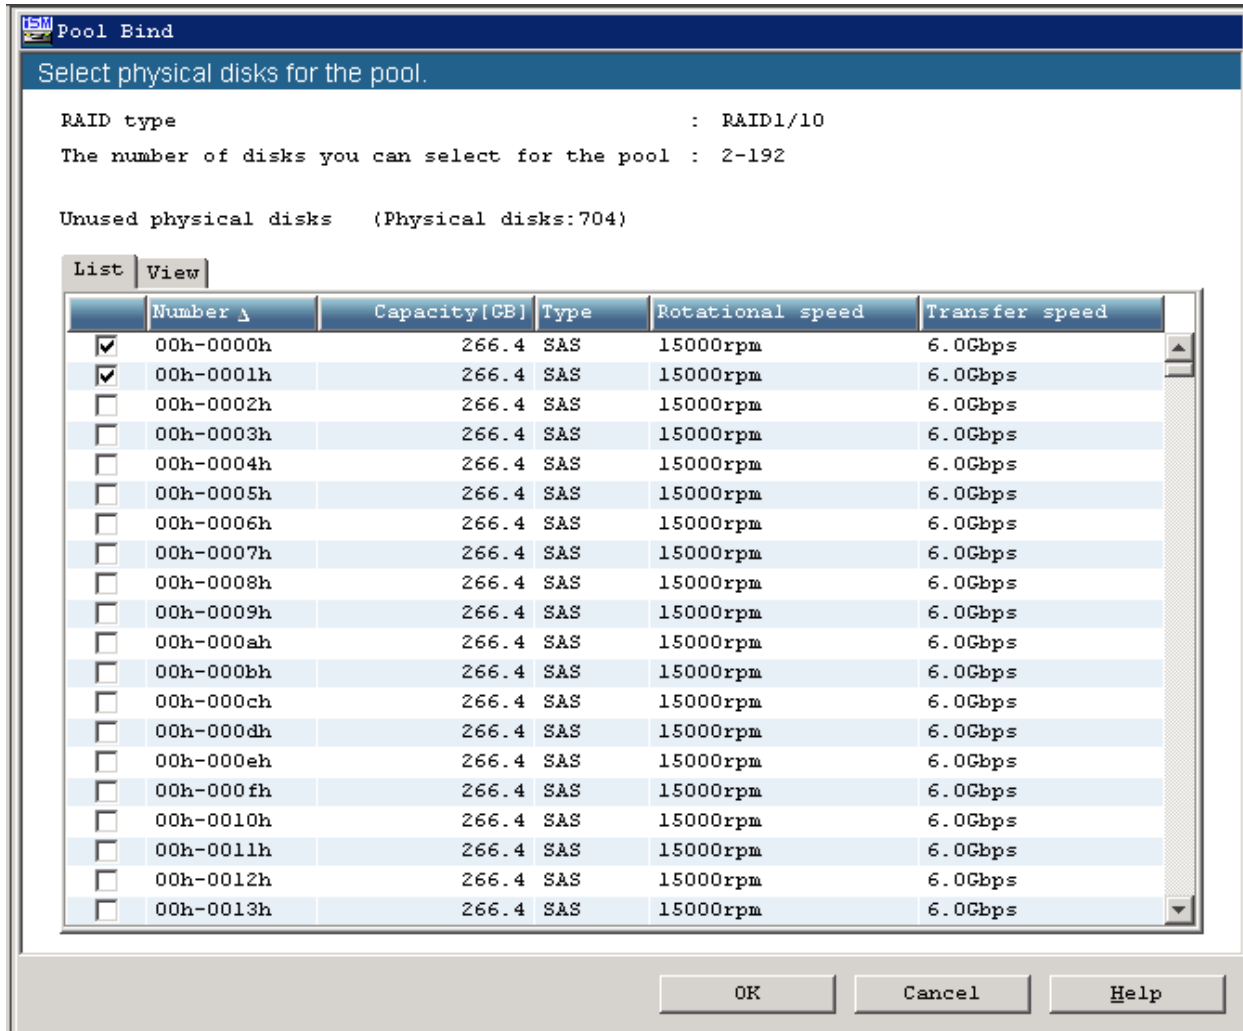 iSM Pool Bind
Select physical disks for the pool.
RAID type : RAID1/10
The number of disks you can select for the pool : 2-192
Unused physical disks (Physical disks:704)
List View
Number Δ Capacity[GB] Type Rotational speed Transfer speed
00h-0000h 266.4 SAS 15000rpm 6.0Gbps
00h-0001h 266.4 SAS 15000rpm 6.0Gbps
00h-0002h 266.4 SAS 15000rpm 6.0Gbps
00h-0003h 266.4 SAS 15000rpm 6.0Gbps
00h-0004h 266.4 SAS 15000rpm 6.0Gbps
00h-0005h 266.4 SAS 15000rpm 6.0Gbps
00h-0006h 266.4 SAS 15000rpm 6.0Gbps
00h-0007h 266.4 SAS 15000rpm 6.0Gbps
00h-0008h 266.4 SAS 15000rpm 6.0Gbps
00h-0009h 266.4 SAS 15000rpm 6.0Gbps
00h-000ah 266.4 SAS 15000rpm 6.0Gbps
00h-000bh 266.4 SAS 15000rpm 6.0Gbps
00h-000ch 266.4 SAS 15000rpm 6.0Gbps
00h-000dh 266.4 SAS 15000rpm 6.0Gbps
00h-000eh 266.4 SAS 15000rpm 6.0Gbps
00h-000fh 266.4 SAS 15000rpm 6.0Gbps
00h-0010h 266.4 SAS 15000rpm 6.0Gbps
00h-0011h 266.4 SAS 15000rpm 6.0Gbps
00h-0012h 266.4 SAS 15000rpm 6.0Gbps
00h-0013h 266.4 SAS 15000rpm 6.0Gbps
OK Cancel Help